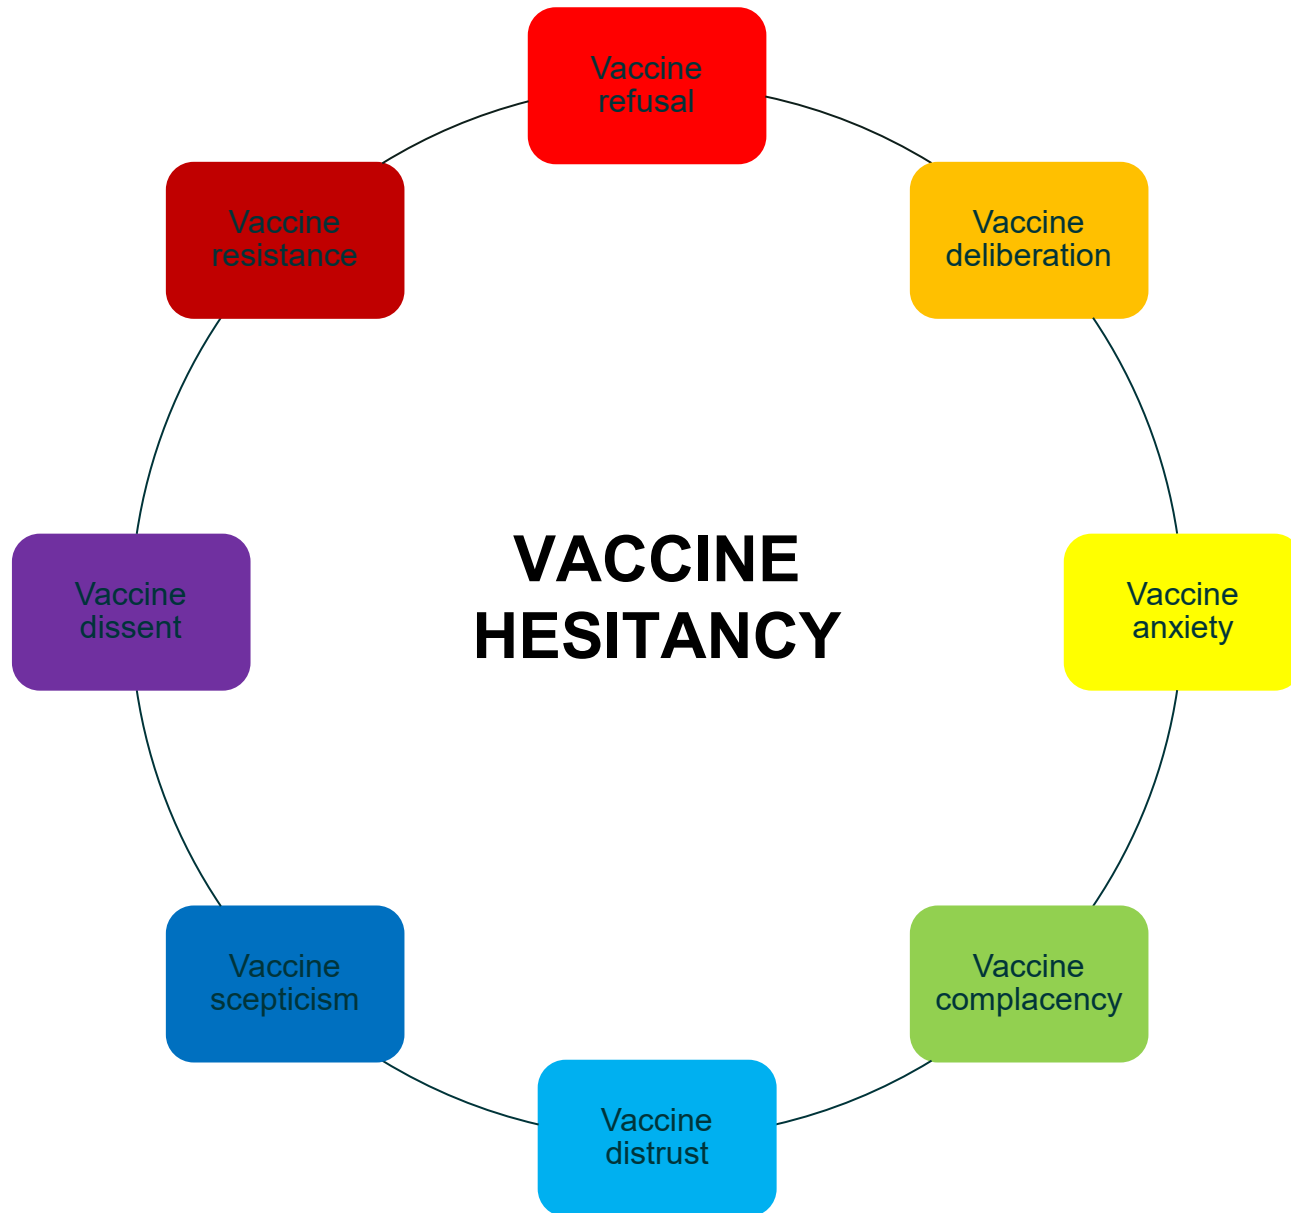 Vaccine
refusal
Vaccine
resistance
Vaccine
deliberation
VACCINE
HESITANCY
Vaccine
dissent
Vaccine
anxiety
Vaccine
scepticism
Vaccine
complacency
Vaccine
distrust